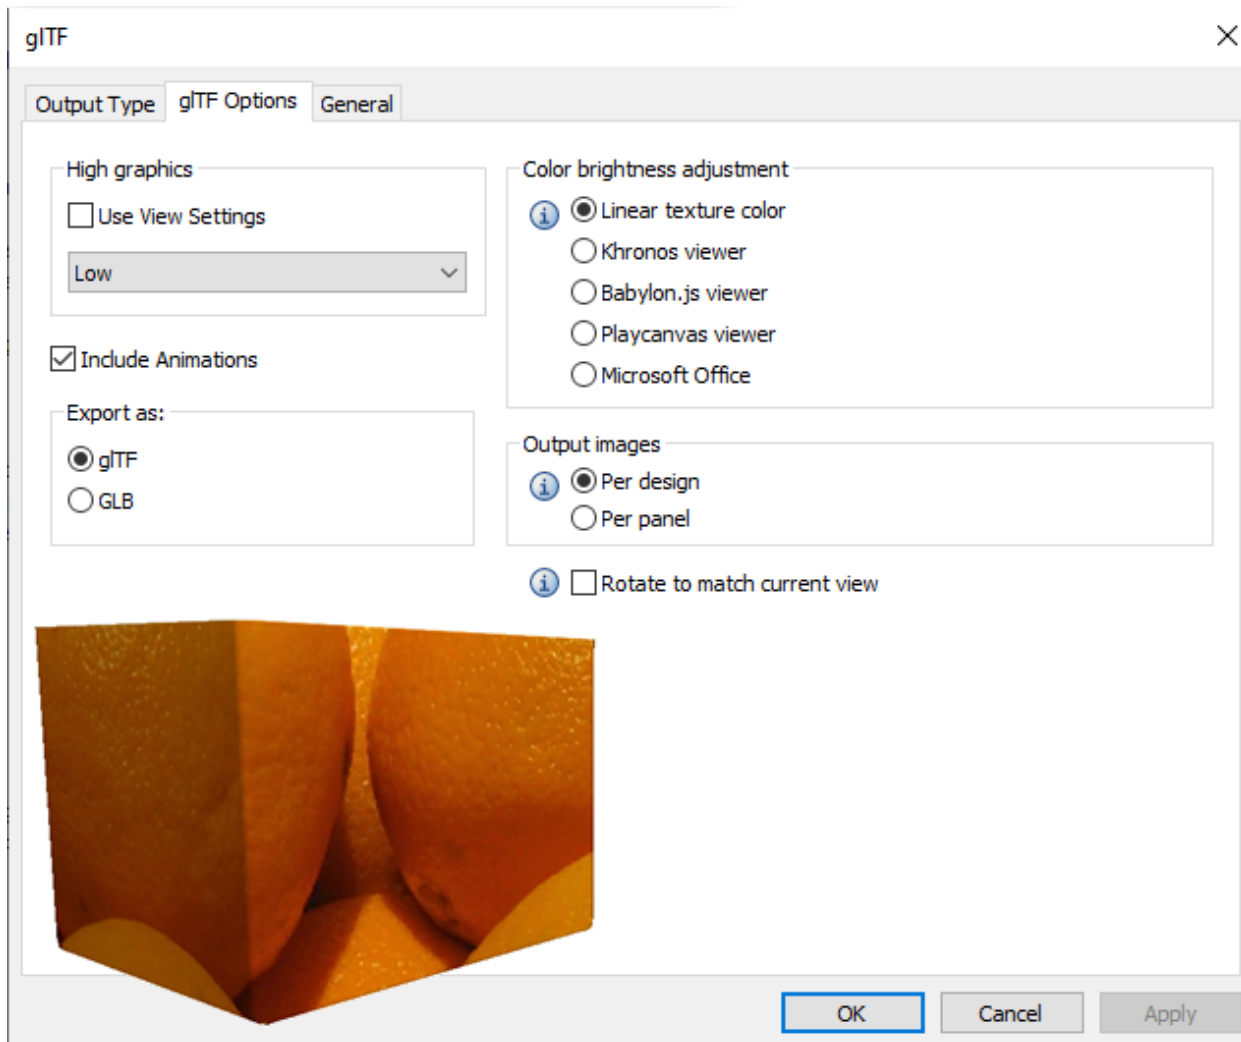 glTF
Output Type
glTF Options
General
High graphics
Use View Settings
Low
Include Animations
Export as:
glTF
GLB
Color brightness adjustment
Linear texture color
Khronos viewer
Babylon.js viewer
Playcanvas viewer
Microsoft Office
Output images
Per design
Per panel
Rotate to match current view
OK
Cancel
Apply